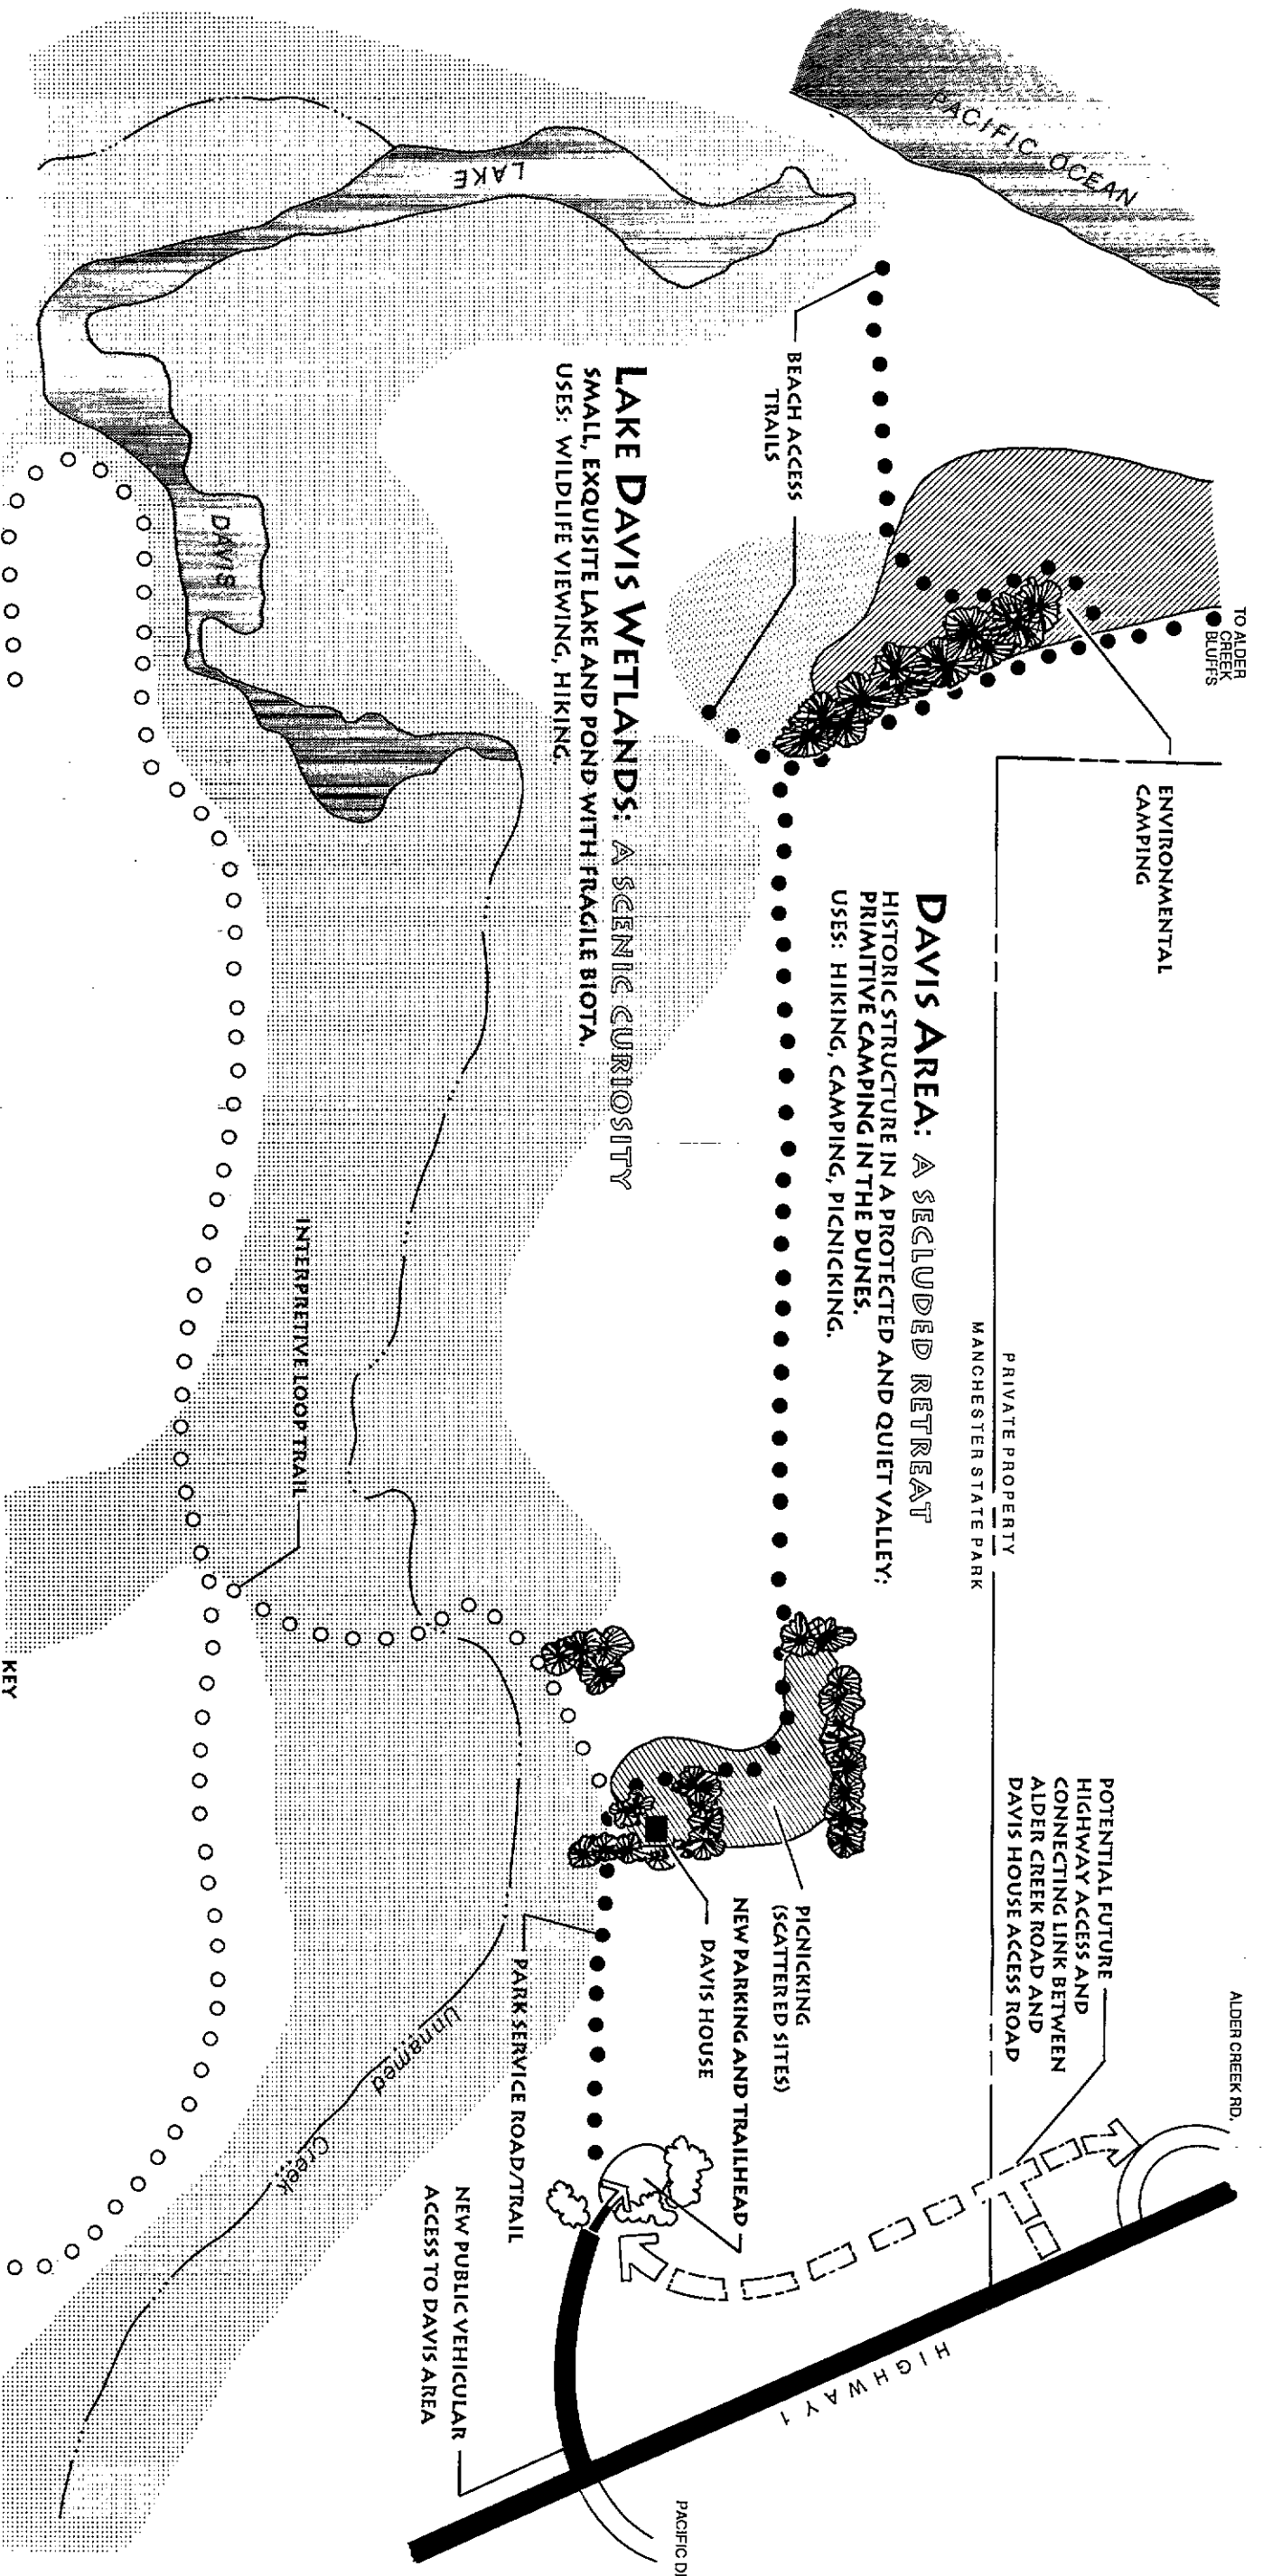 PACIFIC OCEAN
TO ALDER
CREEK
BLUFFS
ENVIRONMENTAL
CAMPING
BEACH ACCESS
TRAILS
DAVIS AREA: A SECLUDED RETREAT
HISTORIC STRUCTURE IN A PROTECTED AND QUIET VALLEY;
PRIMITIVE CAMPING IN THE DUNES.
USES: HIKING, CAMPING, PICNICKING.
PRIVATE PROPERTY
MANCHESTER STATE PARK
ALDER CREEK RD.
POTENTIAL FUTURE
HIGHWAY ACCESS AND
CONNECTING LINK BETWEEN
ALDER CREEK ROAD AND
DAVIS HOUSE ACCESS ROAD
LAKE DAVIS WETLANDS: A SCENIC CURIOSITY
SMALL, EXQUISITE LAKE AND POND WITH FRAGILE BIOTA.
USES: WILDLIFE VIEWING, HIKING.
LAKE
DAVIS
PICNICKING
(SCATTERED SITES)
NEW PARKING AND TRAILHEAD
DAVIS HOUSE
PARK SERVICE ROAD/TRAIL
HIGHWAY 1
NEW PUBLIC VEHICULAR
ACCESS TO DAVIS AREA
PACIFIC
INTERPRETIVE LOOP TRAIL
Unnamed Creek
KEY